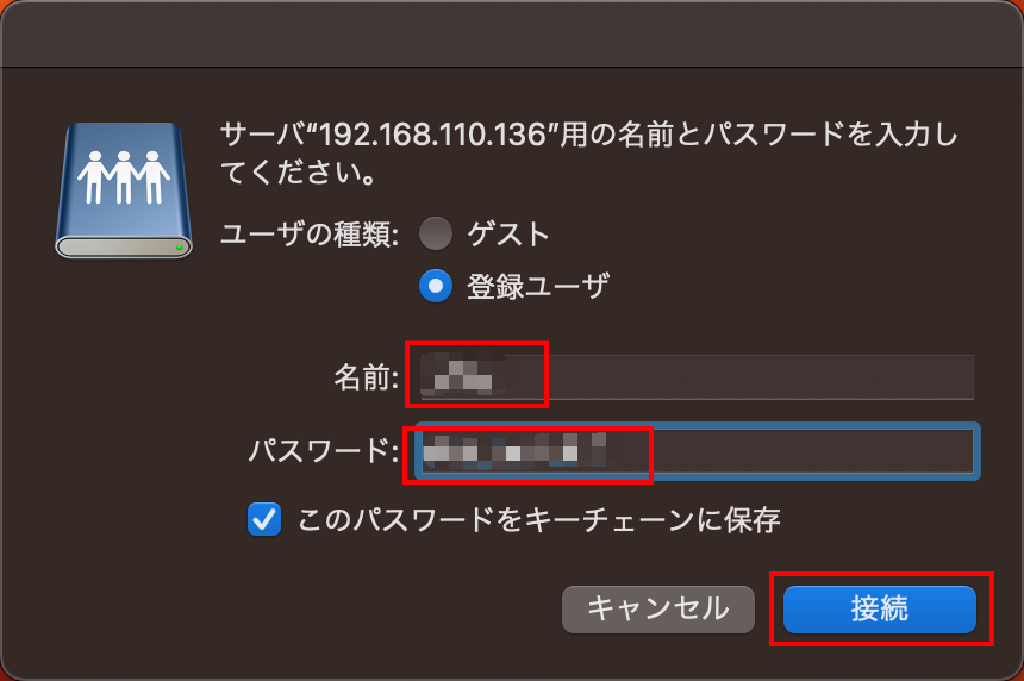 サーバ“192.168.110.136”用の名前とパスワードを入力し
てください。
ユーザの種類: ゲスト
登録ユーザ
名前:
パスワード:
このパスワードをキーチェーンに保存
キャンセル 接続